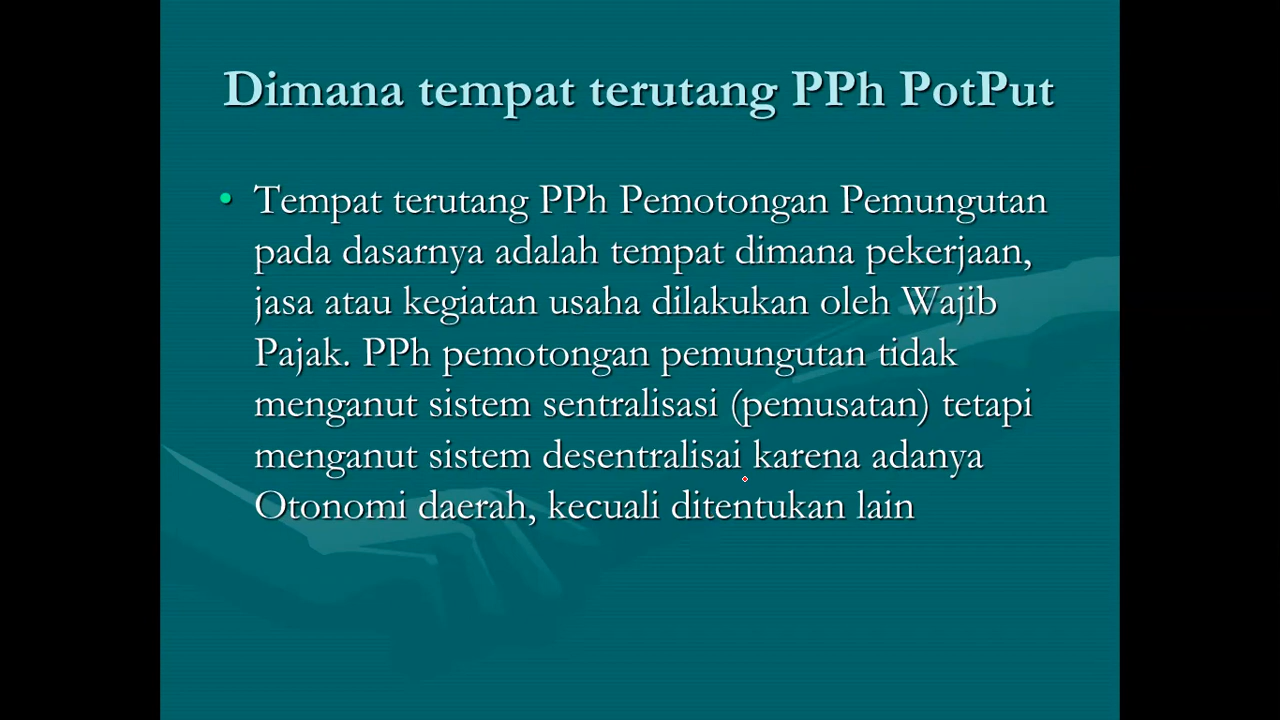 Dimana tempat terutang PPh PotPut
• Tempat terutang PPh Pemotongan Pemungutan
pada dasarnya adalah tempat dimana pekerjaan,
jasa atau kegiatan usaha dilakukan oleh Wajib
Pajak. PPh pemotongan pemungutan tidak
menganut sistem sentralisasi (pemusatan) tetapi
menganut sistem desentralisai karena adanya
Otonomi daerah, kecuali ditentukan lain